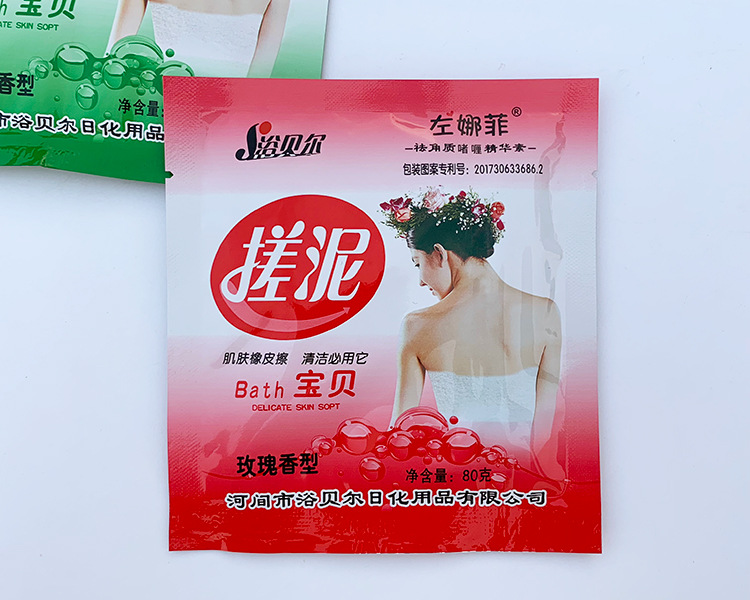 宝贝
ATE SKIN SOPT
香型
净含量:
市浴贝尔日化用品
浴贝尔
左娜菲®
—祛角质啫喱精华素—
包装图案专利号：201730633686.2
搓泥
肌肤橡皮擦 清洁必用它
Bath 宝贝
DELICATE SKIN SOPT
玫瑰香型
净含量：80克
河间市浴贝尔日化用品有限公司